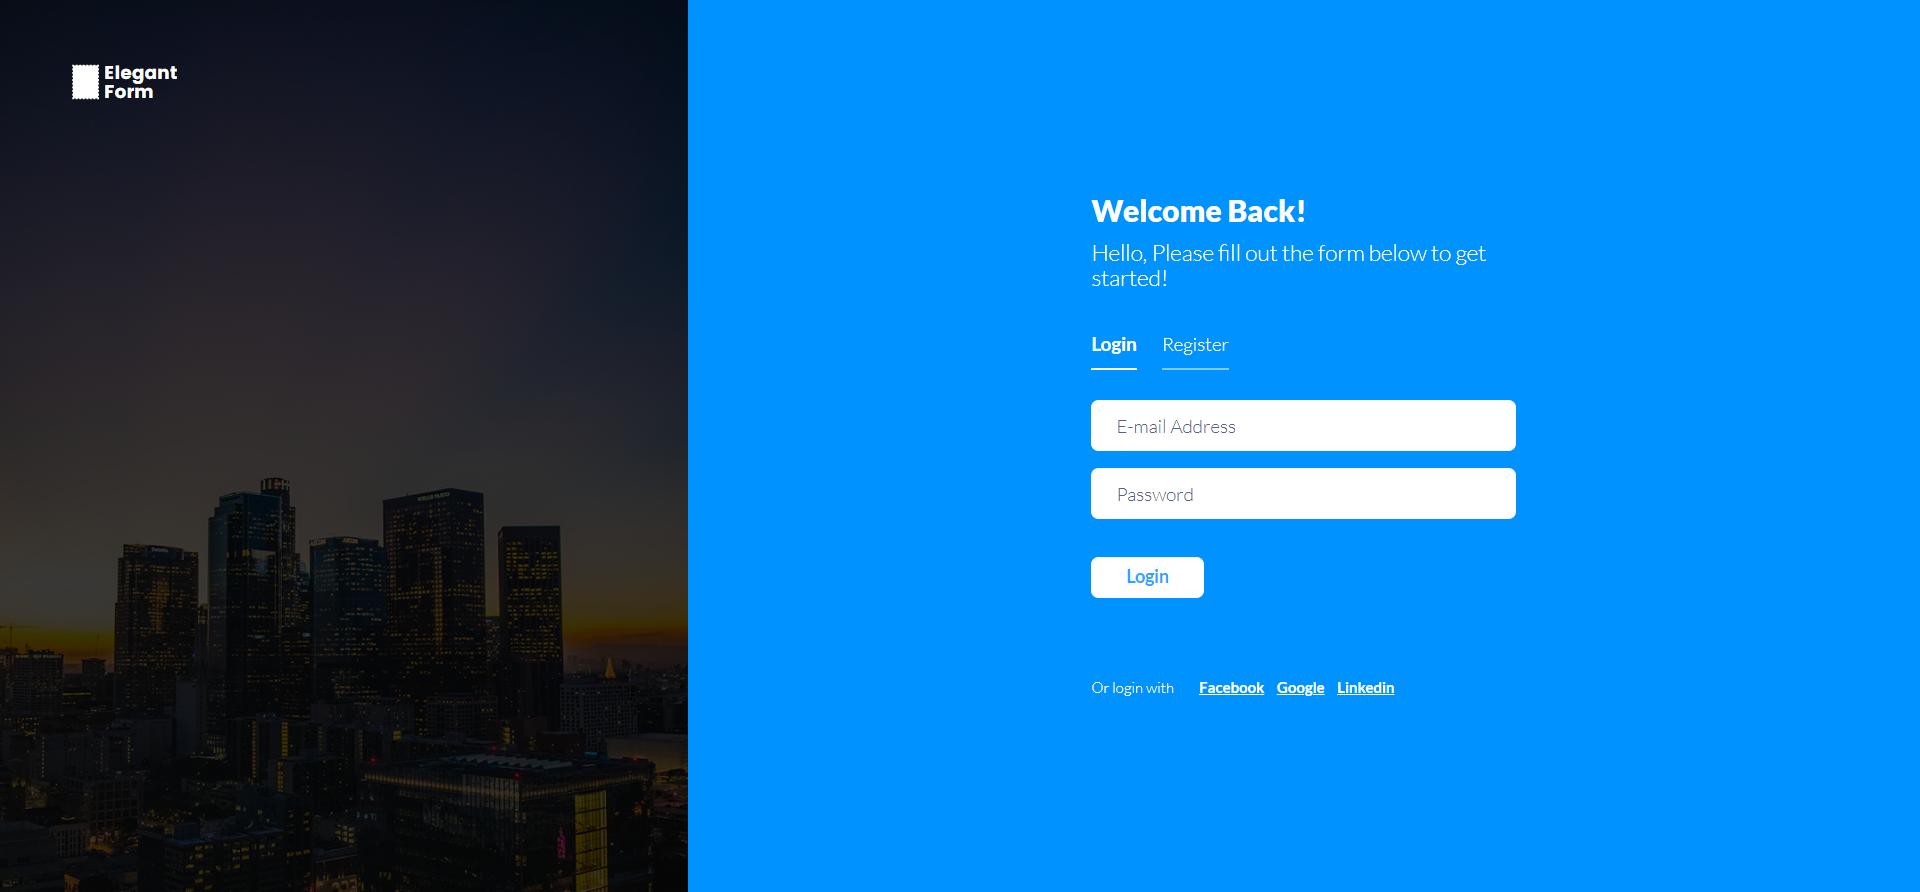 Elegant
Form
Welcome Back!
Hello, Please fill out the form below to get
started!
Login Register
E-mail Address
Password
Login
Or login with Facebook Google Linkedin